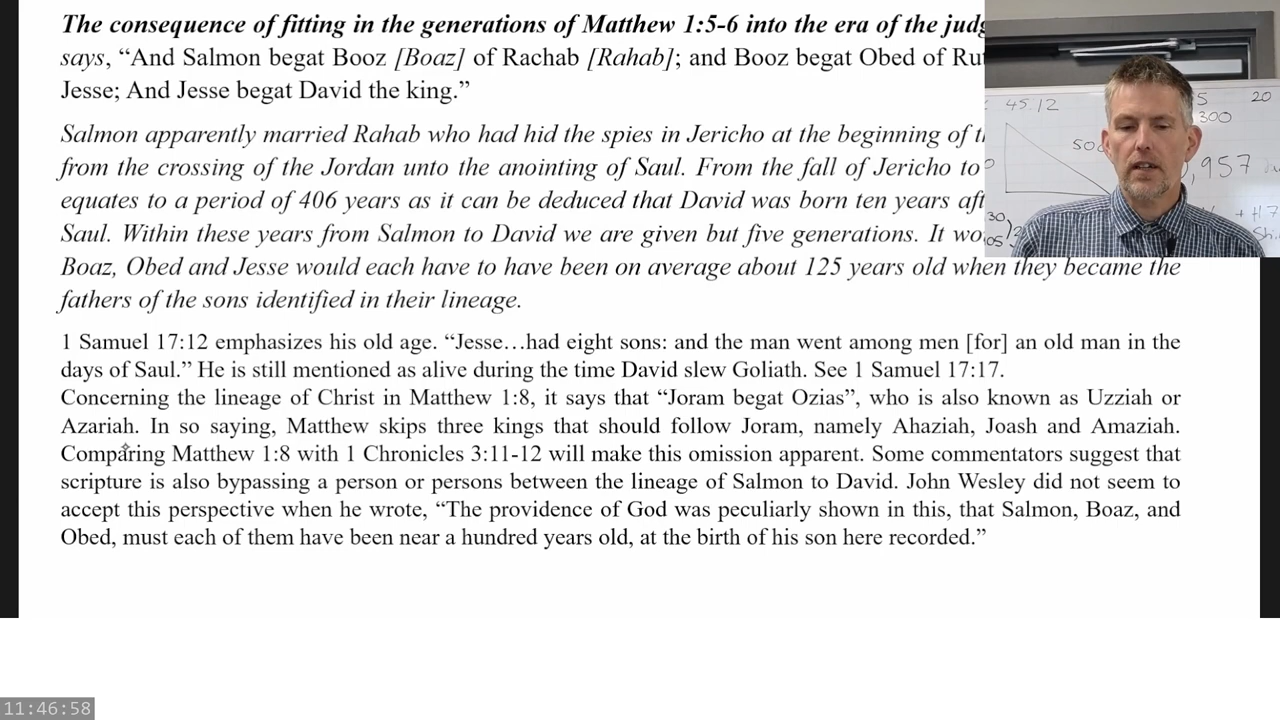 The consequence of fitting in the generations of Matthew 1:5-6 into the era of the judg
says, “And Salmon begat Booz [Boaz] of Rachab [Rahab]; and Booz begat Obed of Ru
Jesse; And Jesse begat David the king.”
Salmon apparently married Rahab who had hid the spies in Jericho at the beginning of t
from the crossing of the Jordan unto the anointing of Saul. From the fall of Jericho to
equates to a period of 406 years as it can be deduced that David was born ten years aft
Saul. Within these years from Salmon to David we are given but five generations. It wo
Boaz, Obed and Jesse would each have to have been on average about 125 years old when they became the
fathers of the sons identified in their lineage.
1 Samuel 17:12 emphasizes his old age. “Jesse…had eight sons: and the man went among men [for] an old man in the
days of Saul.” He is still mentioned as alive during the time David slew Goliath. See 1 Samuel 17:17.
Concerning the lineage of Christ in Matthew 1:8, it says that “Joram begat Ozias”, who is also known as Uzziah or
Azariah. In so saying, Matthew skips three kings that should follow Joram, namely Ahaziah, Joash and Amaziah.
Comparing Matthew 1:8 with 1 Chronicles 3:11-12 will make this omission apparent. Some commentators suggest that
scripture is also bypassing a person or persons between the lineage of Salmon to David. John Wesley did not seem to
accept this perspective when he wrote, “The providence of God was peculiarly shown in this, that Salmon, Boaz, and
Obed, must each of them have been near a hundred years old, at the birth of his son here recorded.”
45.12
5
20
300
500
957
30
11:46:58